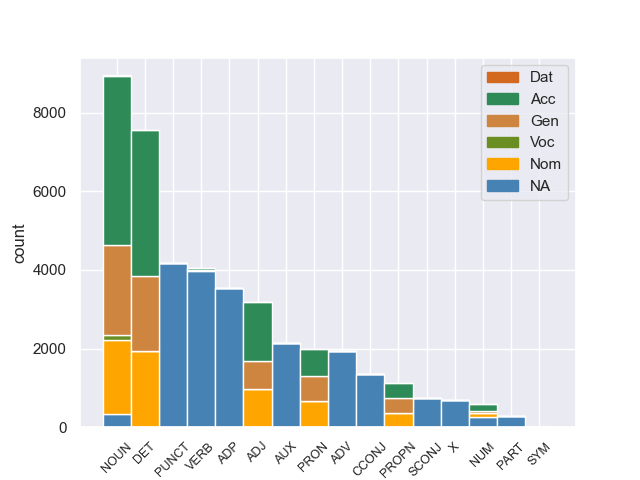 Dat
Acc
Gen
Voc
Nom
NA
8000
6000
4000
2000
0
count
NOUN
DET
PUNCT
VERB
ADP
ADJ
AUX
PRON
ADV
CCONJ
PROPN
SCONJ
X
NUM
PART
SYM